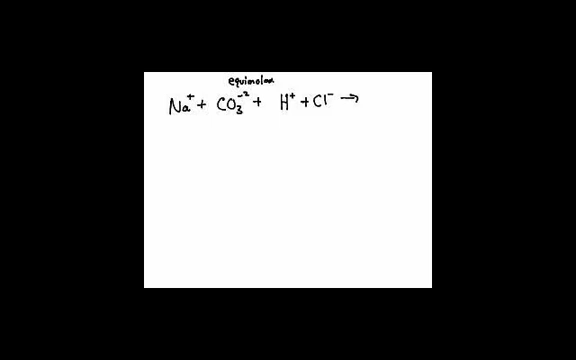 equimolar
Na⁺ + CO₃⁻² + H⁺ + Cl⁻ →